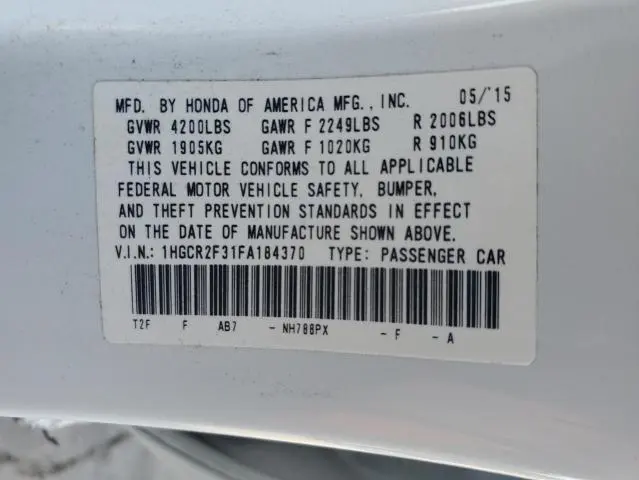 MFD. BY HONDA OF AMERICA MFG., INC. 05/'15
GVWR 4200LBS GAWR F 2249LBS R 2006LBS
GVWR 1905KG GAWR F 1020KG R 910KG
THIS VEHICLE CONFORMS TO ALL APPLICABLE
FEDERAL MOTOR VEHICLE SAFETY, BUMPER,
AND THEFT PREVENTION STANDARDS IN EFFECT
ON THE DATE OF MANUFACTURE SHOWN ABOVE.
V.I.N.: 1HGCR2F31FA184370 TYPE: PASSENGER CAR
T2F F AB7 - NH788PX - F - A